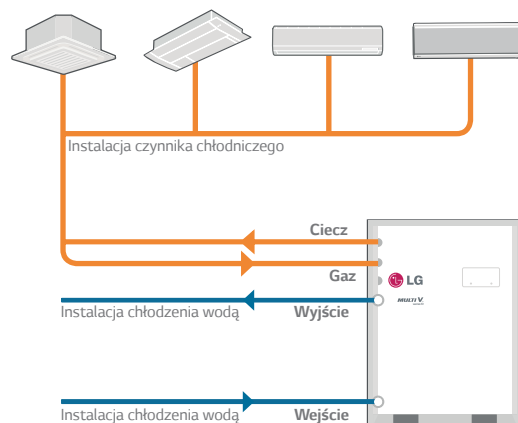 Instalacja czynnika chłodniczego
Ciecz
Gaz
LG
MULTI V
Instalacja chłodzenia wodą Wyjście
Instalacja chłodzenia wodą Wejście